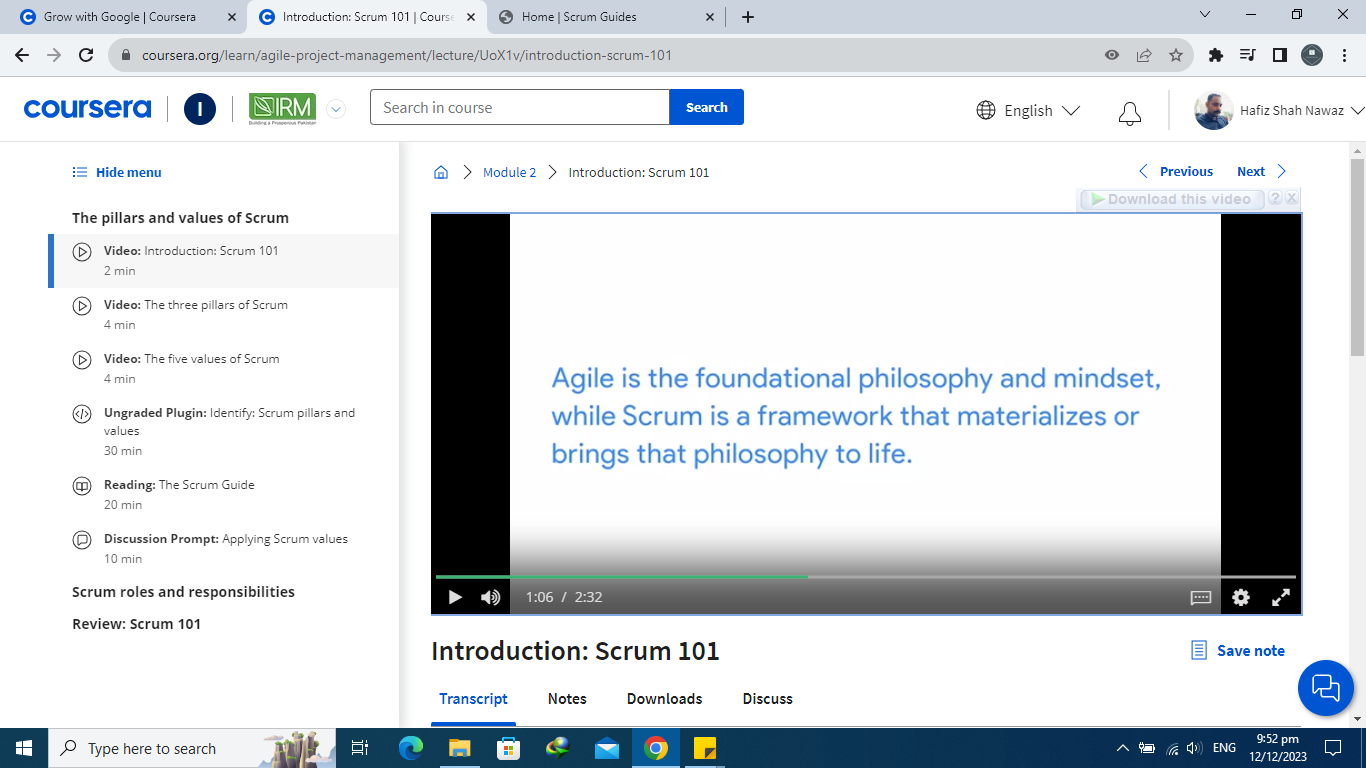 Grow with Google | Coursera
Introduction: Scrum 101 | Course
Home | Scrum Guides
coursera.org/learn/agile-project-management/lecture/UoX1v/introduction-scrum-101
coursera
I
IRM
Building a Prosperous Pakistan
Search in course
Search
English
Hafiz Shah Nawaz
Hide menu
The pillars and values of Scrum
Video: Introduction: Scrum 101
2 min
Video: The three pillars of Scrum
4 min
Video: The five values of Scrum
4 min
Ungraded Plugin: Identify: Scrum pillars and
values
30 min
Reading: The Scrum Guide
20 min
Discussion Prompt: Applying Scrum values
10 min
Scrum roles and responsibilities
Review: Scrum 101
Module 2
Introduction: Scrum 101
Previous
Next
Download this video ? X
Agile is the foundational philosophy and mindset,
while Scrum is a framework that materializes or
brings that philosophy to life.
1:06 / 2:32
Introduction: Scrum 101
Save note
Transcript
Notes
Downloads
Discuss
Type here to search
ENG
9:52 pm
12/12/2023